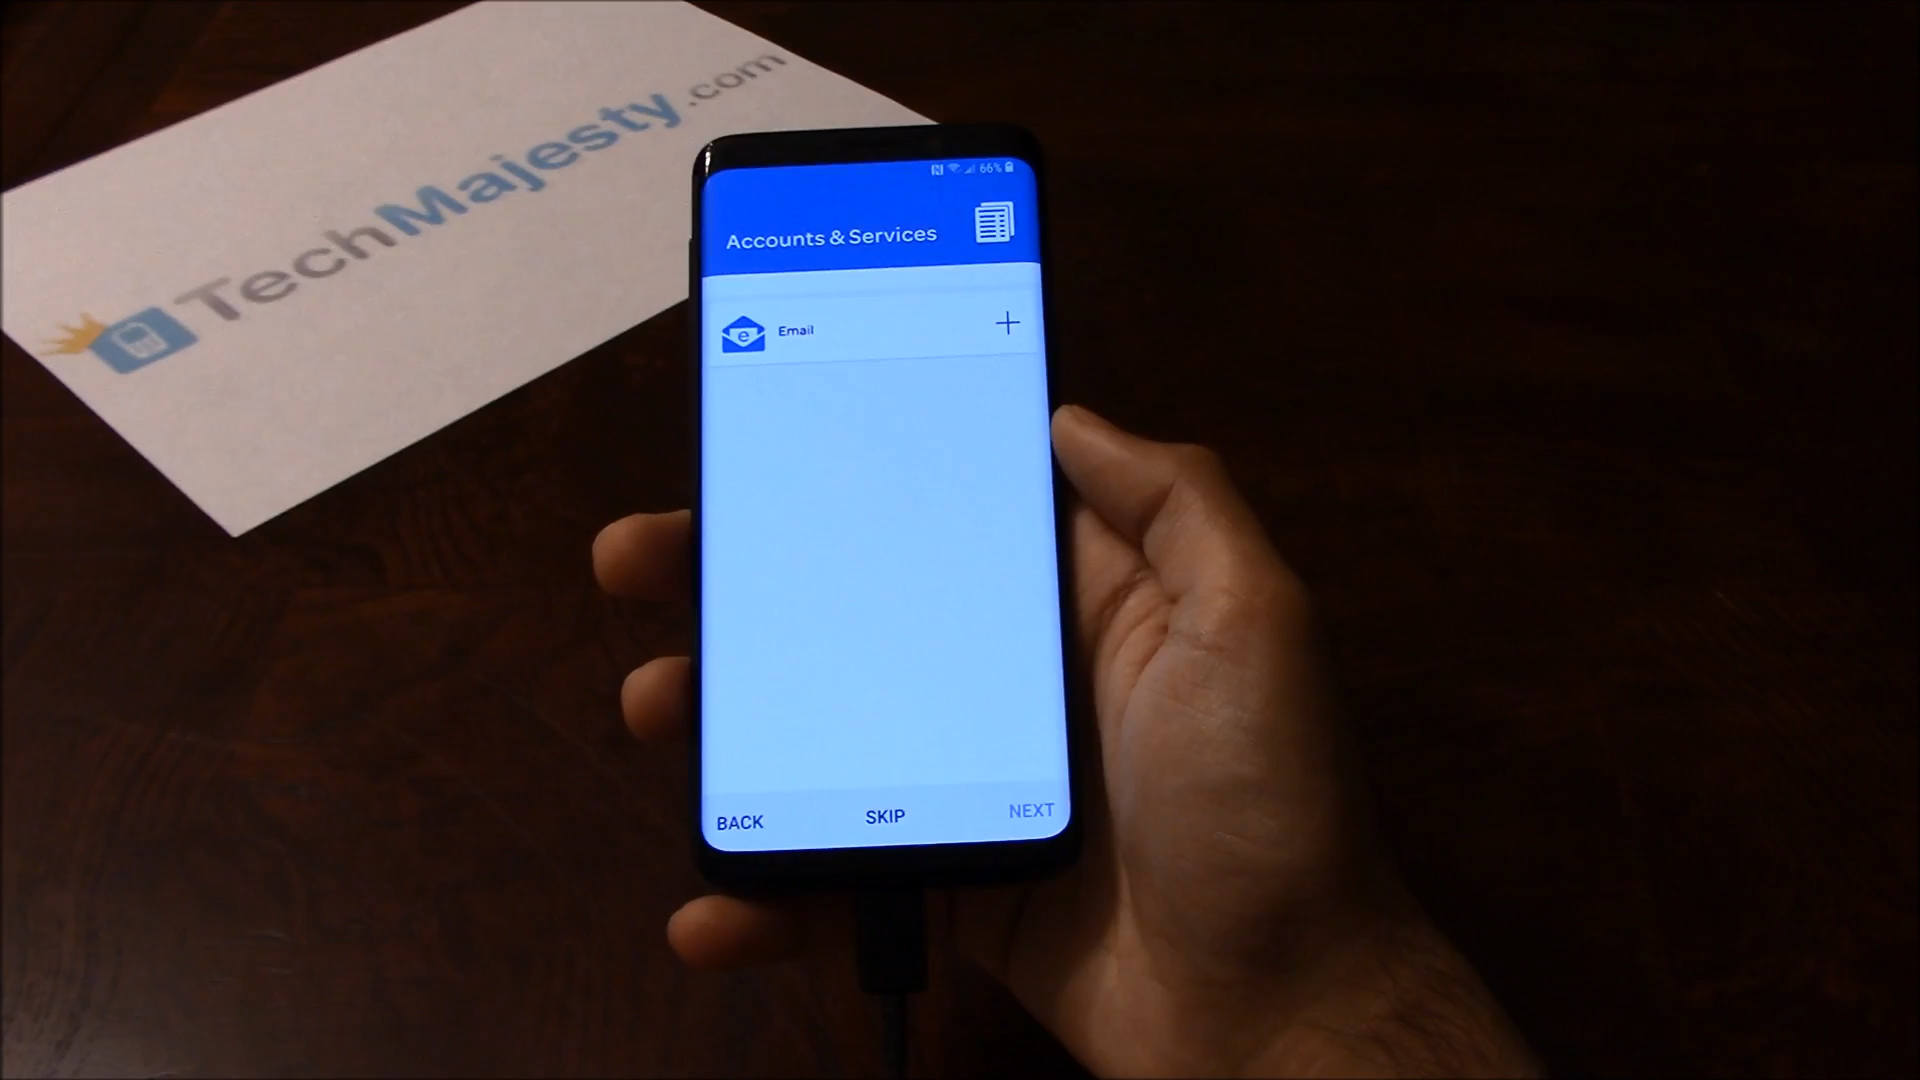 TechMajesty.com
66%
Accounts & Services
e
Email
BACK
SKIP
NEXT